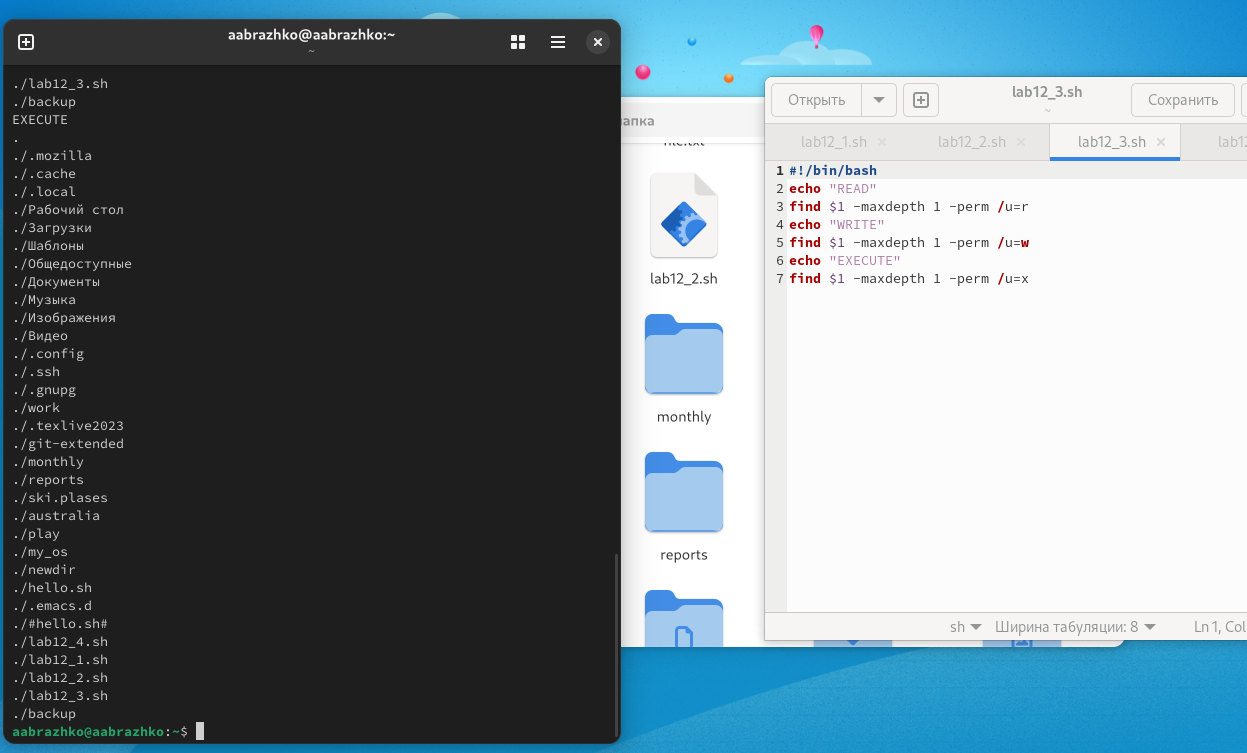 aabrazhko@aabrazhko:~
~
./lab12_3.sh
./backup
EXECUTE
.
./.mozilla
./.cache
./.local
./Рабочий стол
./Загрузки
./Шаблоны
./Общедоступные
./Документы
./Музыка
./Изображения
./Видео
./.config
./.ssh
./.gnupg
./work
./.texlive2023
./git-extended
./monthly
./reports
./ski.plases
./australia
./play
./my_os
./newdir
./hello.sh
./.emacs.d
./#hello.sh#
./lab12_4.sh
./lab12_1.sh
./lab12_2.sh
./lab12_3.sh
./backup
aabrazhko@aabrazhko:~$
lab12_2.sh
monthly
reports
Открыть
lab12_3.sh
~
Сохранить
lab12_1.sh × lab12_2.sh × lab12_3.sh × lab12
1 #!/bin/bash
2 echo "READ"
3 find $1 -maxdepth 1 -perm /u=r
4 echo "WRITE"
5 find $1 -maxdepth 1 -perm /u=w
6 echo "EXECUTE"
7 find $1 -maxdepth 1 -perm /u=x
sh Ширина табуляции: 8 Ln 1, Col